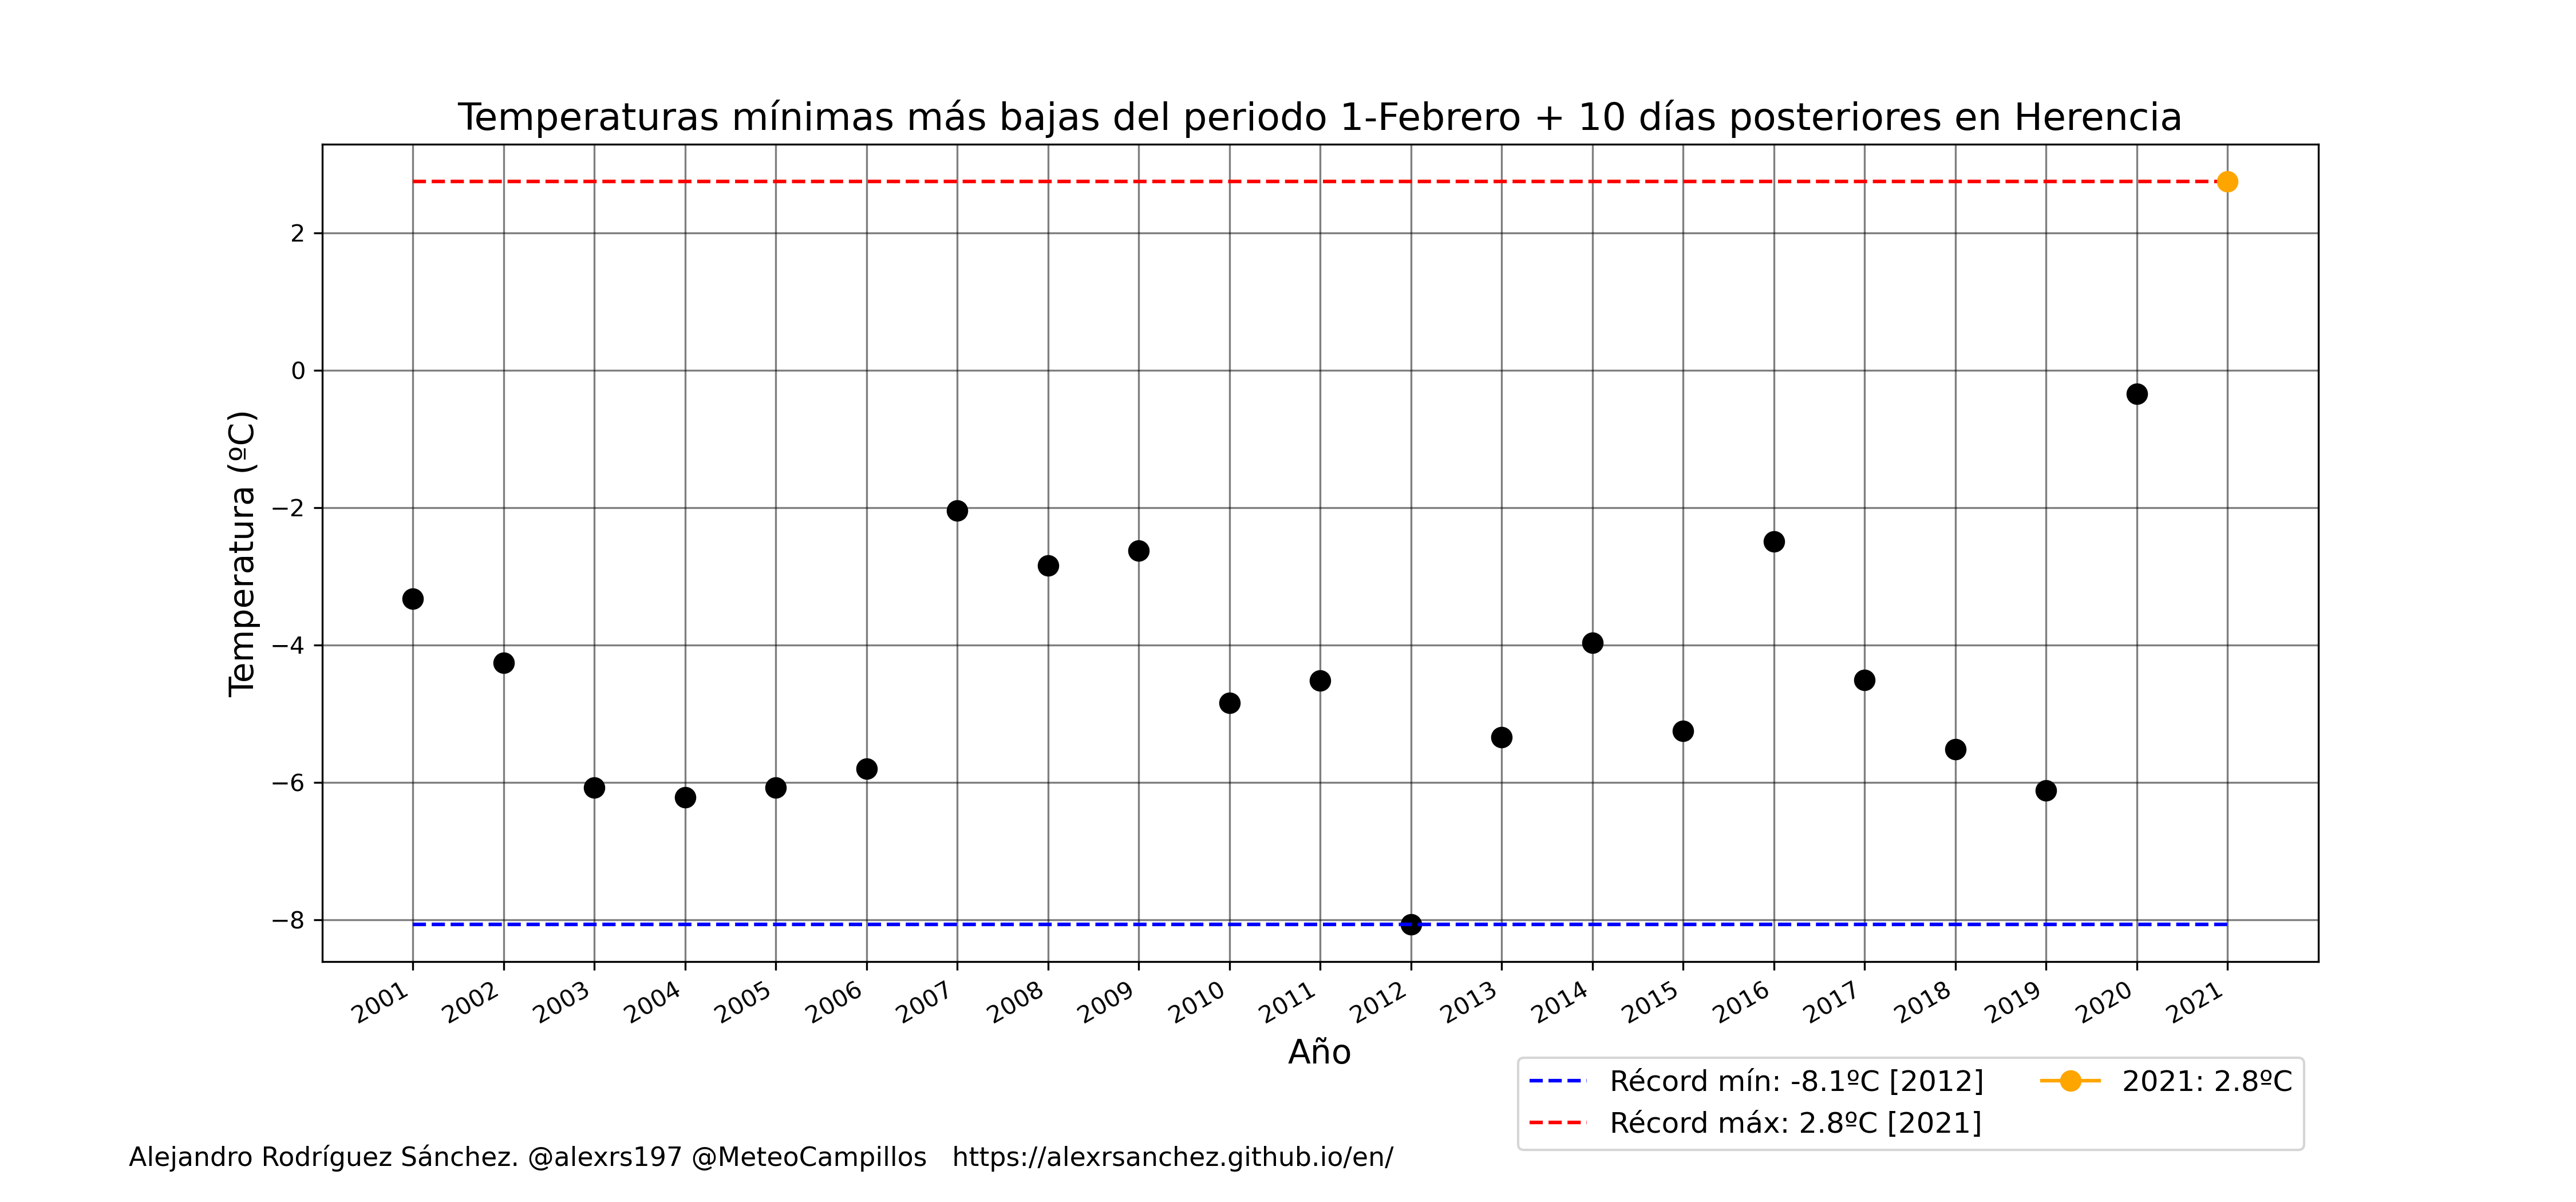 Temperaturas mínimas más bajas del periodo 1-Febrero + 10 días posteriores en Herencia
Temperatura (ºC)
2
0
−2
−4
−6
−8
2001 2002 2003 2004 2005 2006 2007 2008 2009 2010 2011 2012 2013 2014 2015 2016 2017 2018 2019 2020 2021
Año
Récord mín: -8.1ºC [2012]
Récord máx: 2.8ºC [2021]
2021: 2.8ºC
Alejandro Rodríguez Sánchez. @alexrs197 @MeteoCampillos https://alexrsanchez.github.io/en/